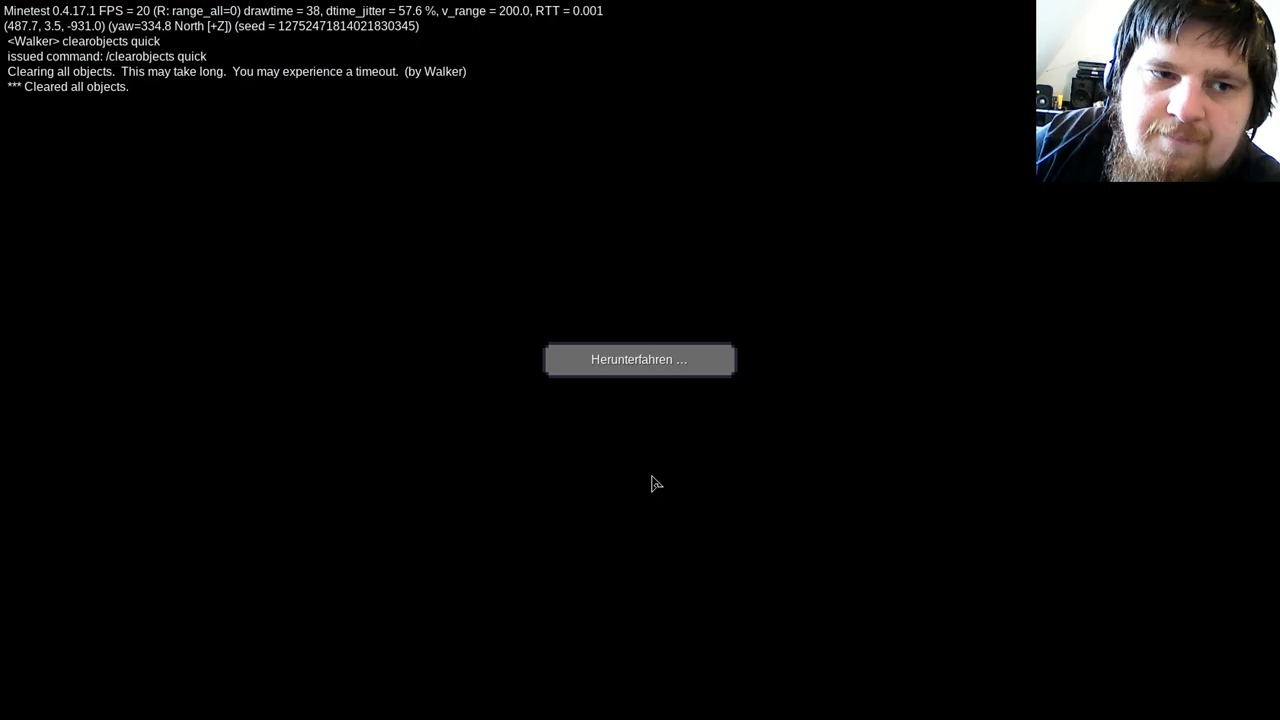 Minetest 0.4.17.1 FPS = 20 (R: range_all=0) drawtime = 38, dtime_jitter = 57.6 %, v_range = 200.0, RTT = 0.001
(487.7, 3.5, -931.0) (yaw=334.8 North [+Z]) (seed = 12752471814021830345)
<Walker> clearobjects quick
issued command: /clearobjects quick
Clearing all objects.  This may take long.  You may experience a timeout.  (by Walker)
*** Cleared all objects.
Herunterfahren …